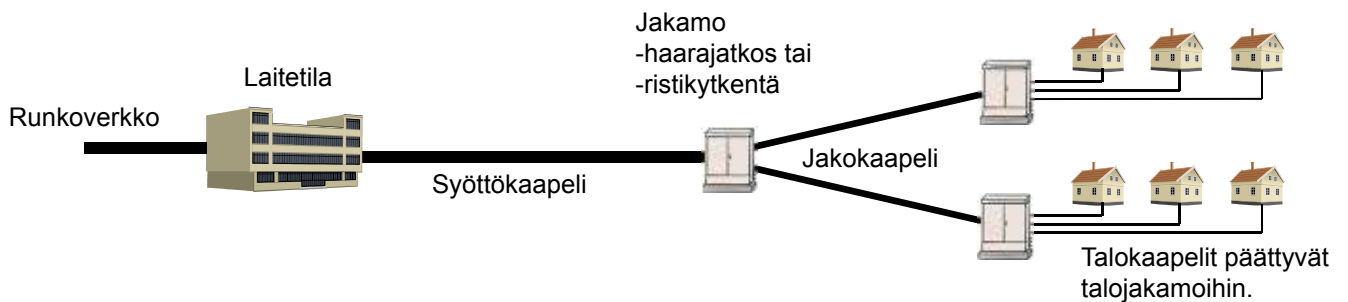 Runkoverkko
Laitetila
Syöttökaapeli
Jakamo
-haarajatkos tai
-ristikytkentä
Jakokaapeli
Talokaapelit päättyvät
talojakamoihin.